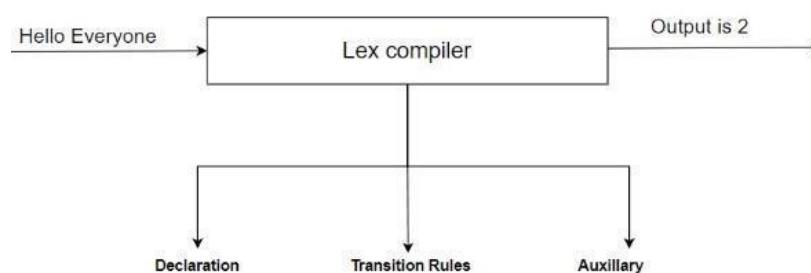 Hello Everyone
Lex compiler
Output is 2
Declaration
Transition Rules
Auxillary